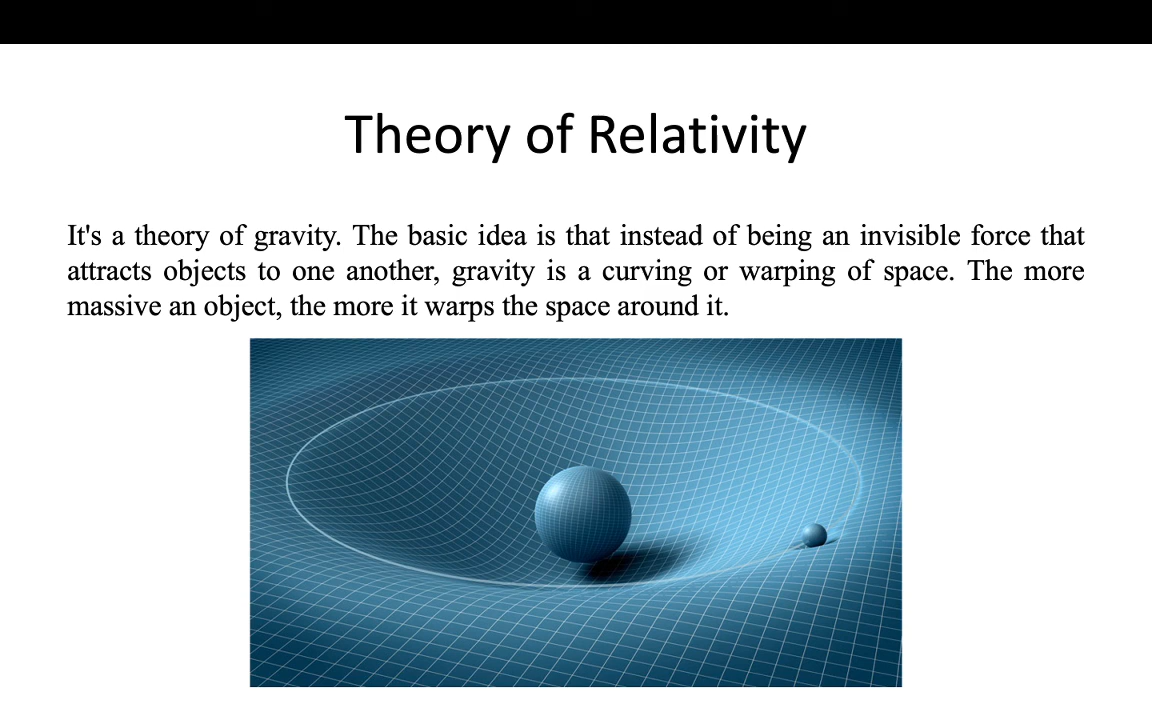 Theory of Relativity
It's a theory of gravity. The basic idea is that instead of being an invisible force that
attracts objects to one another, gravity is a curving or warping of space. The more
massive an object, the more it warps the space around it.